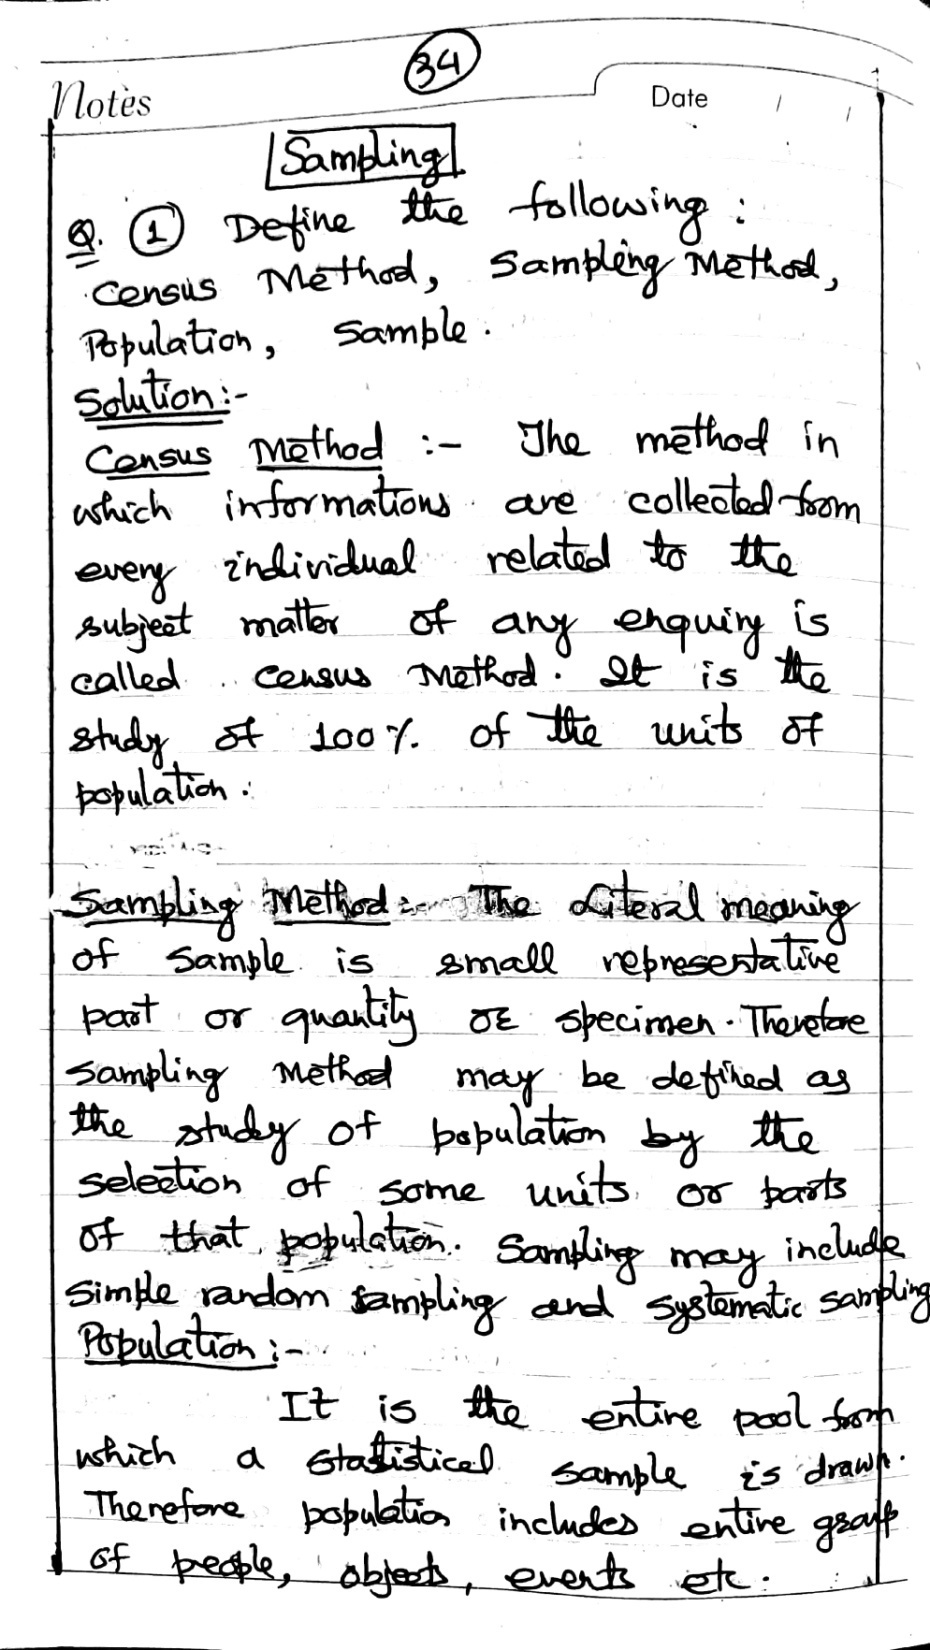 34
Notes
Date / /
Sampling
Q. 1 Define the following :
Census Method, Sampling Method,
Population, Sample.
Solution:-
Census Method :- The method in
which informations are collected from
every individual related to the
subject matter of any enquiry is
called Census Method. It is the
study of 100% of the units of
population.
Sampling Method :- The Literal meaning
of sample is small representative
part or quantity or specimen. Therefore
Sampling Method may be defined as
the study of population by the
selection of some units or parts
of that population. Sampling may include
simple random sampling and systematic sampling
Population :-
It is the entire pool from
which a statistical sample is drawn.
Therefore population includes entire group
of people, objects, events etc.